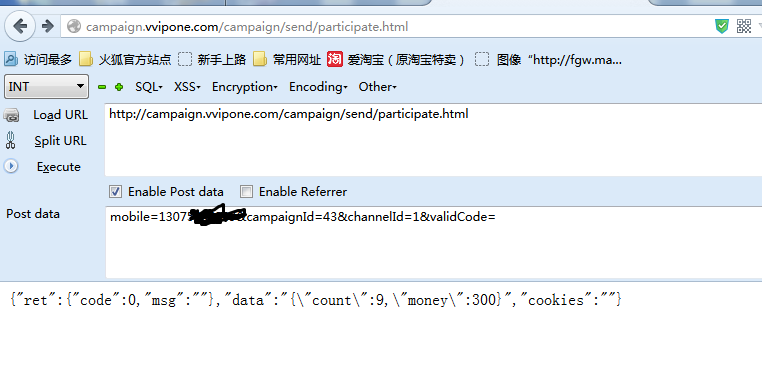 campaign.vvipone.com/campaign/send/participate.html
访问最多 火狐官方站点 新手上路 常用网址 淘 爱淘宝（原淘宝特卖） 图像“http://fgw.ma...
INT SQL XSS Encryption Encoding Other
Load URL http://campaign.vvipone.com/campaign/send/participate.html
Split URL
Execute
Enable Post data Enable Referrer
Post data mobile=1307 &campaignId=43&channelId=1&validCode=
{"ret":{"code":0,"msg":""},"data":"{\"count\":9,\"money\":300}","cookies":""}